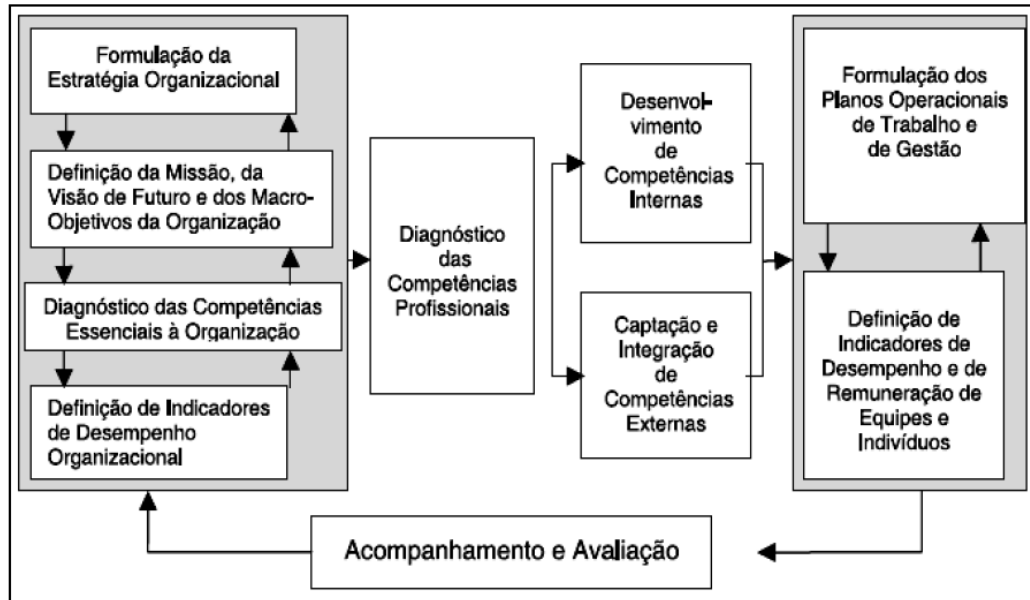 Formulação da
Estratégia Organizacional
Definição da Missão, da
Visão de Futuro e dos Macro-
Objetivos da Organização
Diagnóstico das Competências
Essenciais à Organização
Definição de Indicadores
de Desempenho
Organizacional
Diagnóstico
das
Competências
Profissionais
Desenvol-
vimento
de
Competências
Internas
Captação e
Integração
de
Competências
Externas
Formulação dos
Planos Operacionais
de Trabalho e
de Gestão
Definição de
Indicadores de
Desempenho e de
Remuneração de
Equipes e
Indivíduos
Acompanhamento e Avaliação